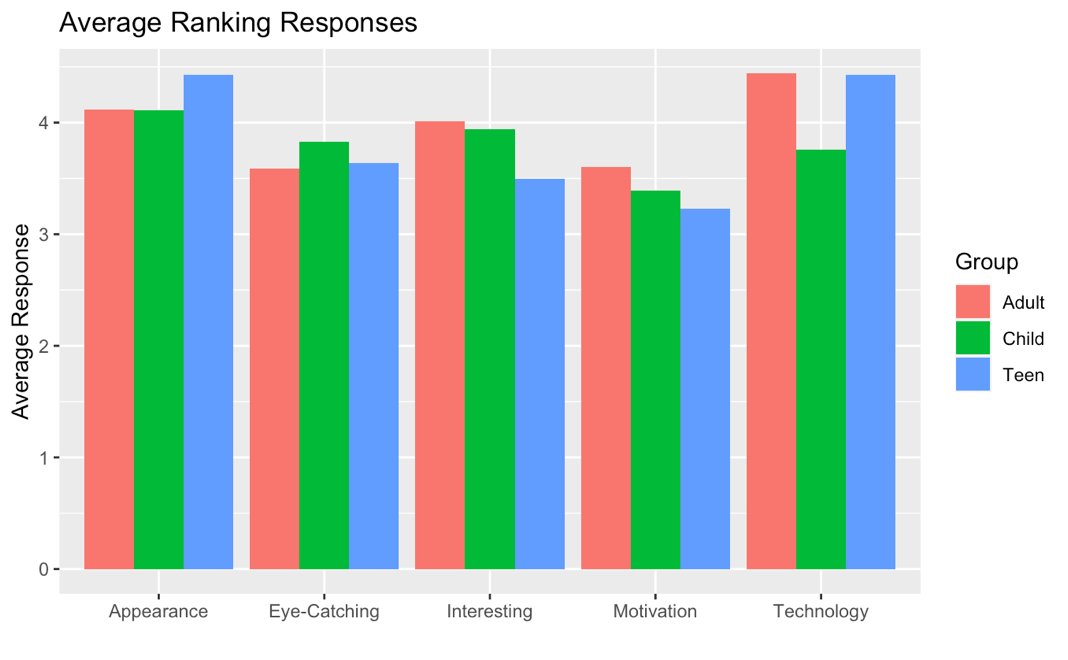 Average Ranking Responses
Average Response
4
3
2
1
0
Appearance
Eye-Catching
Interesting
Motivation
Technology
Group
Adult
Child
Teen